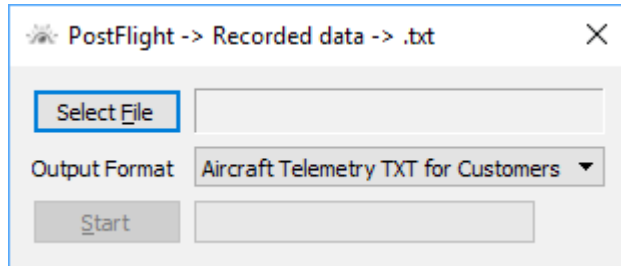 PostFlight -> Recorded data -> .txt
Select File
Output Format Aircraft Telemetry TXT for Customers
Start